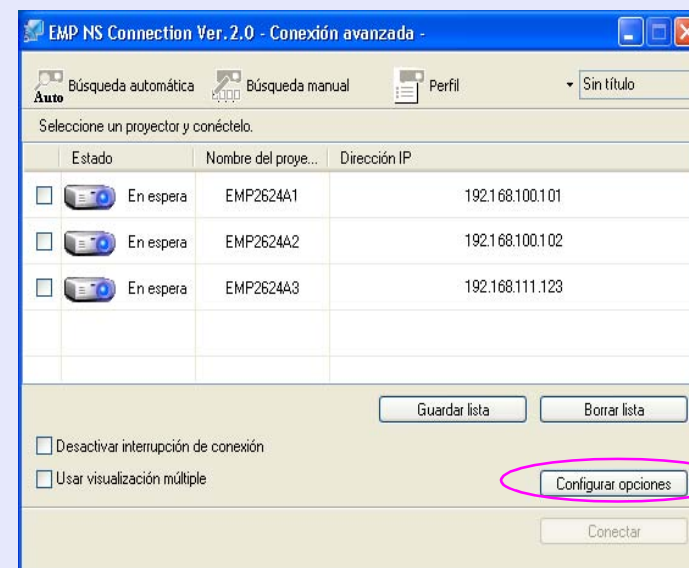 EMP NS Connection Ver.2.0 - Conexión avanzada -
Auto Búsqueda automática Búsqueda manual Perfil Sin título
Seleccione un proyector y conéctelo.
Estado Nombre del proye... Dirección IP
En espera EMP2624A1 192.168.100.101
En espera EMP2624A2 192.168.100.102
En espera EMP2624A3 192.168.111.123
Guardar lista Borrar lista
Desactivar interrupción de conexión
Usar visualización múltiple
Configurar opciones
Conectar